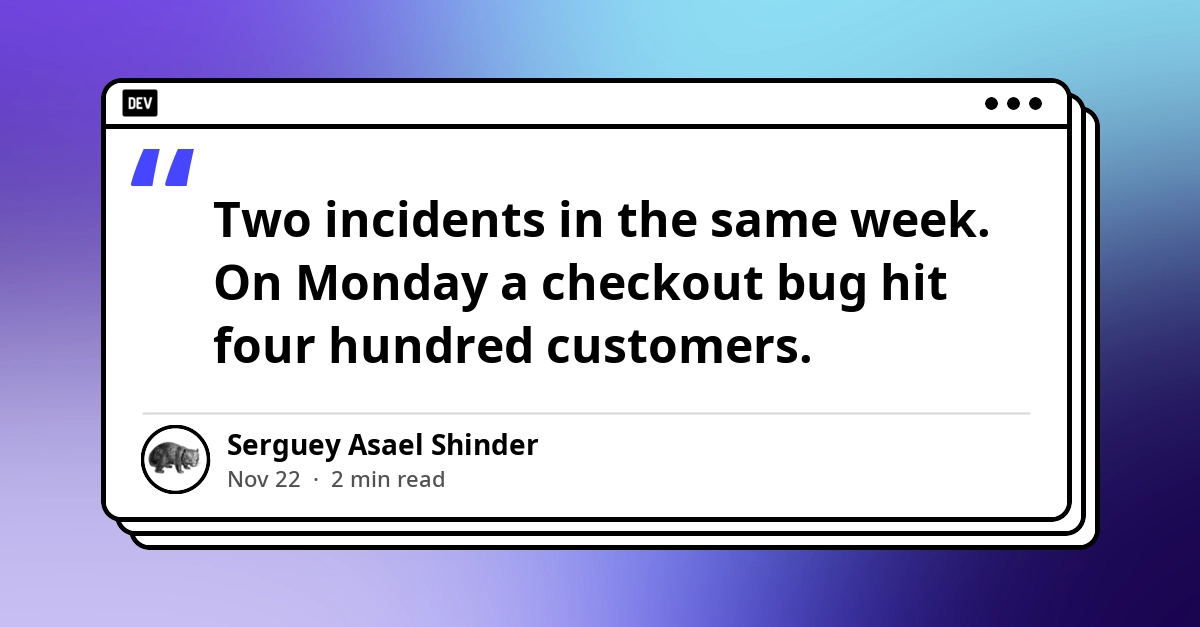 DEV
“
Two incidents in the same week.
On Monday a checkout bug hit
four hundred customers.
Serguey Asael Shinder
Nov 22 · 2 min read